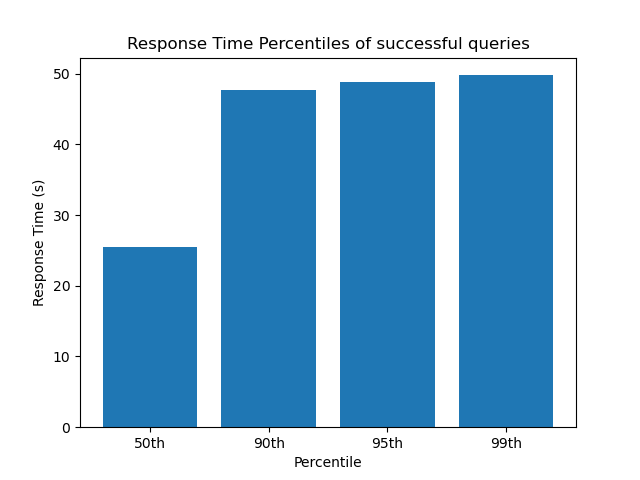 Response Time Percentiles of successful queries
50
40
30
20
10
0
Response Time (s)
50th 90th 95th 99th
Percentile